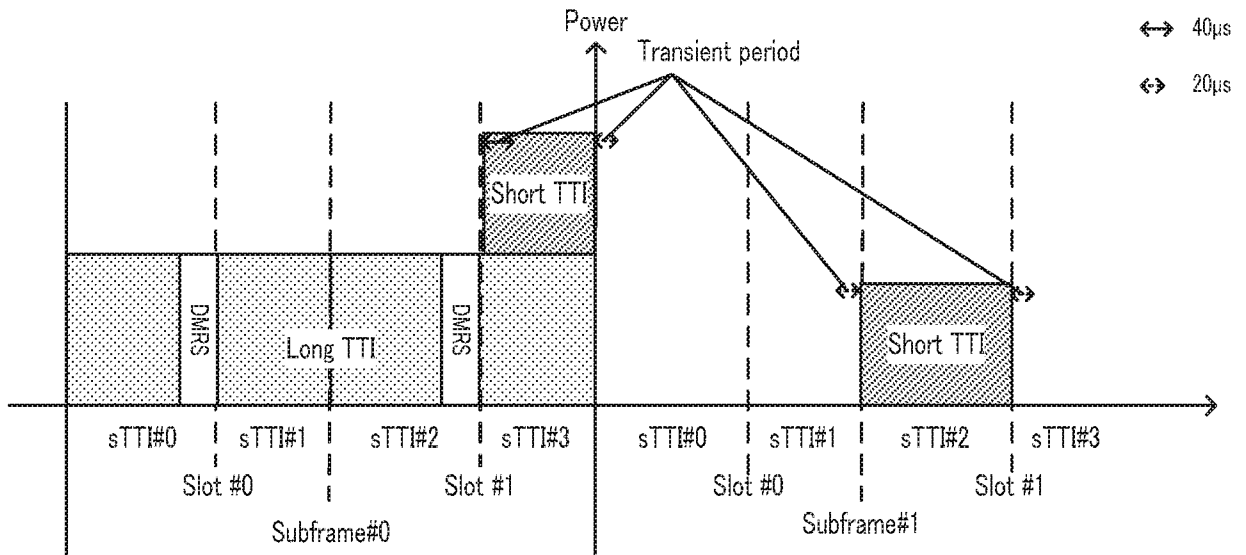 Power
40μs
Transient period
20μs
Short TTI
DMRS
Long TTI
DMRS
Short TTI
sTTI#0 sTTI#1 sTTI#2 sTTI#3 sTTI#0 sTTI#1 sTTI#2 sTTI#3
Slot #0 Slot #1 Slot #0 Slot #1
Subframe#0 Subframe#1